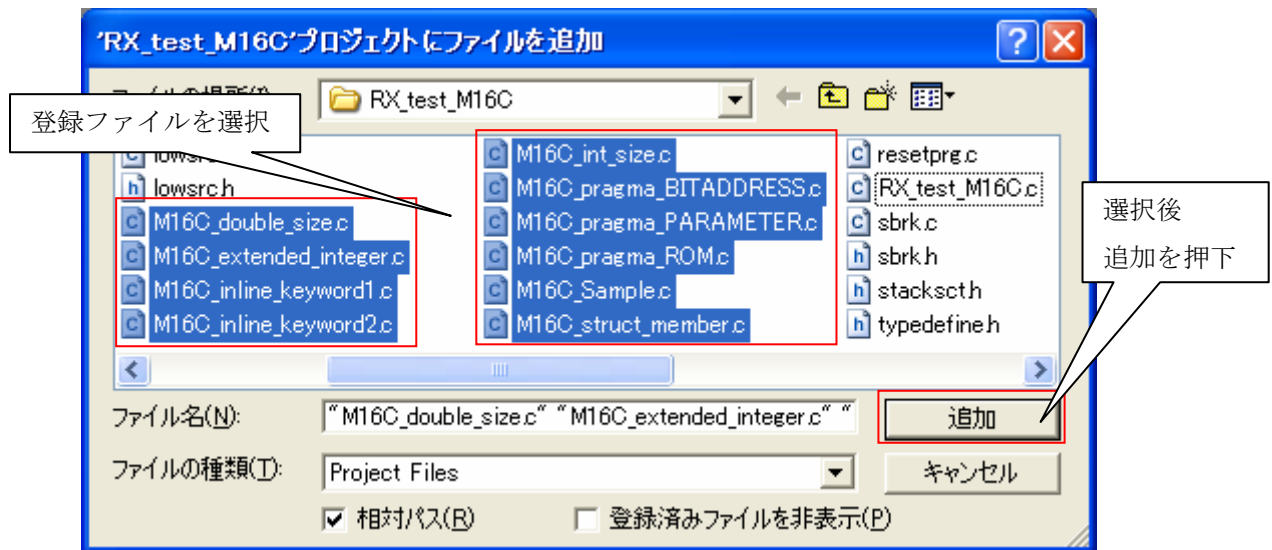 'RX_test_M16C'プロジェクトにファイルを追加
RX_test_M16C
登録ファイルを選択
lowsrc.h
M16C_double_size.c
M16C_extended_integer.c
M16C_inline_keyword1.c
M16C_inline_keyword2.c
M16C_int_size.c
M16C_pragma_BITADDRESS.c
M16C_pragma_PARAMETER.c
M16C_pragma_ROM.c
M16C_Sample.c
M16C_struct_member.c
resetprg.c
RX_test_M16C.c
sbrk.c
sbrk.h
stacksct.h
typedefine.h
選択後
追加を押下
ファイル名(N): "M16C_double_size.c" "M16C_extended_integer.c" "
追加
ファイルの種類(T): Project Files
キャンセル
相対パス(R) 登録済みファイルを非表示(P)